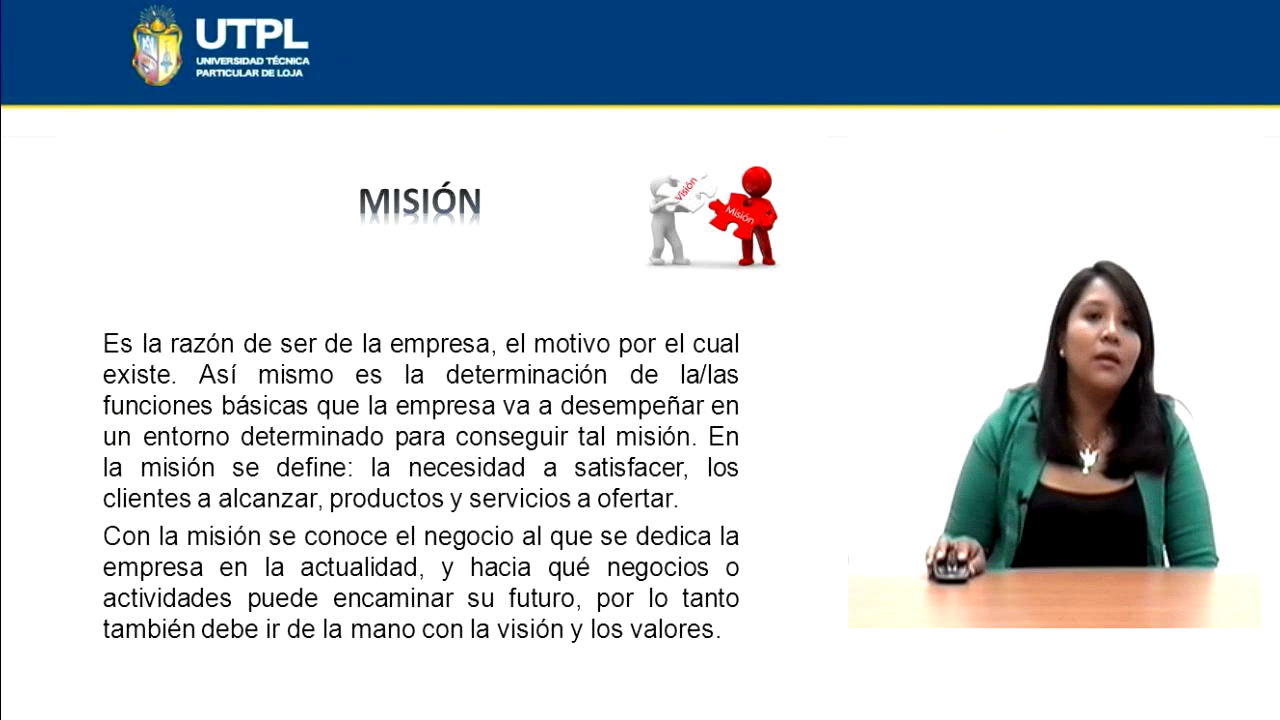 UTPL
UNIVERSIDAD TÉCNICA
PARTICULAR DE LOJA
MISIÓN
Visión
Misión
Es la razón de ser de la empresa, el motivo por el cual
existe. Así mismo es la determinación de la/las
funciones básicas que la empresa va a desempeñar en
un entorno determinado para conseguir tal misión. En
la misión se define: la necesidad a satisfacer, los
clientes a alcanzar, productos y servicios a ofertar.
Con la misión se conoce el negocio al que se dedica la
empresa en la actualidad, y hacia qué negocios o
actividades puede encaminar su futuro, por lo tanto
también debe ir de la mano con la visión y los valores.